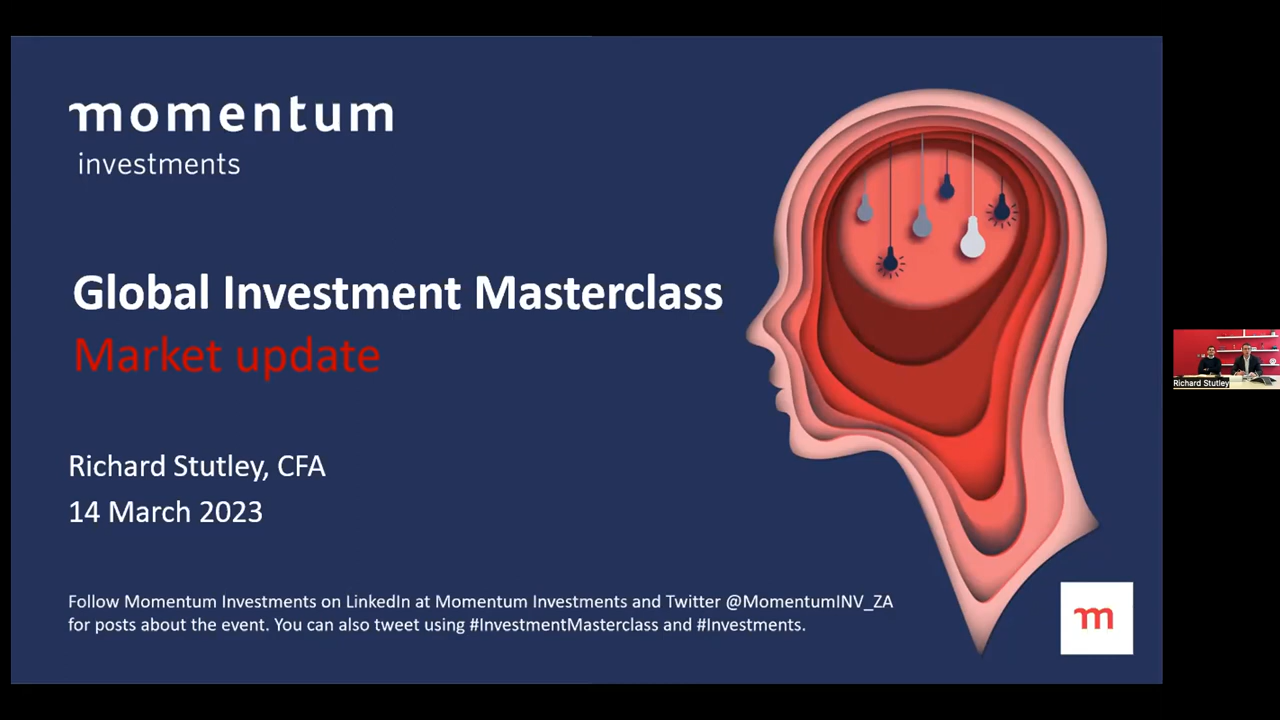 momentum
investments
Global Investment Masterclass
Market update
Richard Stutley, CFA
14 March 2023
Follow Momentum Investments on LinkedIn at Momentum Investments and Twitter @MomentumINV_ZA
for posts about the event. You can also tweet using #InvestmentMasterclass and #Investments.
m
Richard Stutley